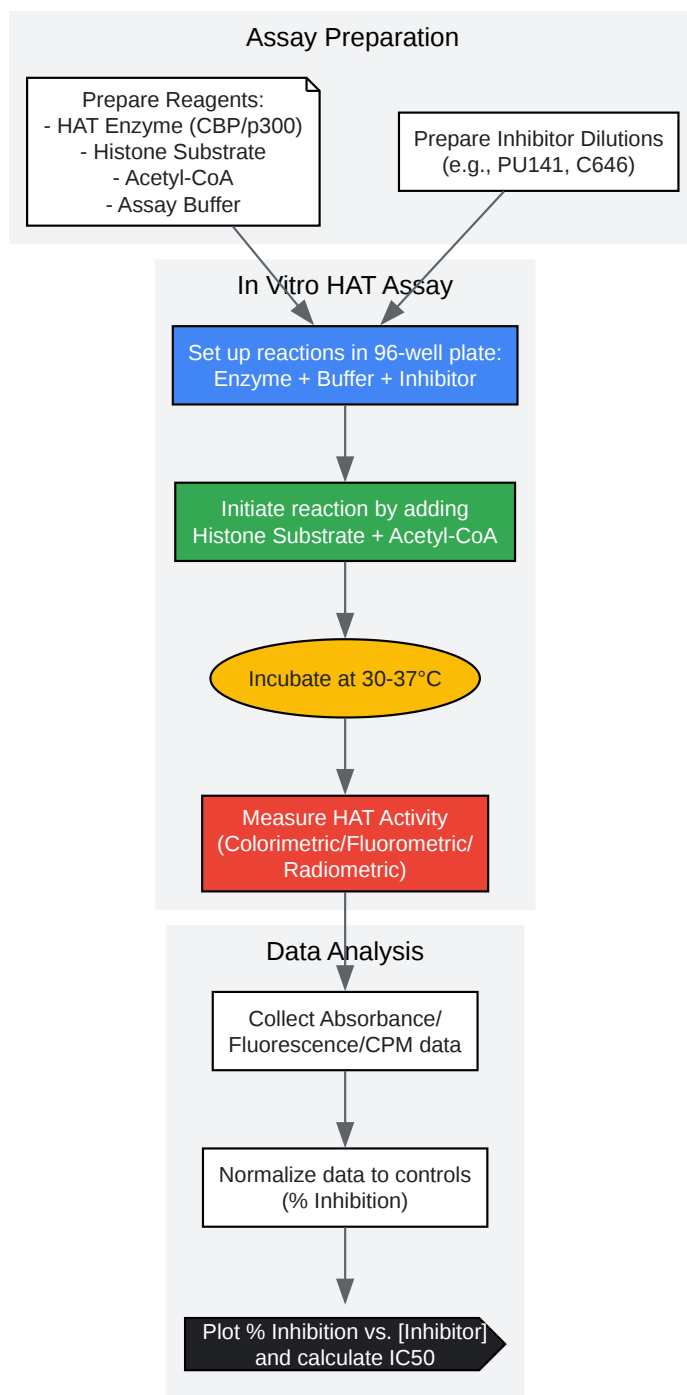 Assay Preparation
Prepare Reagents:
- HAT Enzyme (CBP/p300)
- Histone Substrate
- Acetyl-CoA
- Assay Buffer
Prepare Inhibitor Dilutions
(e.g., PU141, C646)
In Vitro HAT Assay
Set up reactions in 96-well plate:
Enzyme + Buffer + Inhibitor
Initiate reaction by adding
Histone Substrate + Acetyl-CoA
Incubate at 30-37°C
Measure HAT Activity
(Colorimetric/Fluorometric/
Radiometric)
Data Analysis
Collect Absorbance/
Fluorescence/CPM data
Normalize data to controls
(% Inhibition)
Plot % Inhibition vs. [Inhibitor]
and calculate IC50